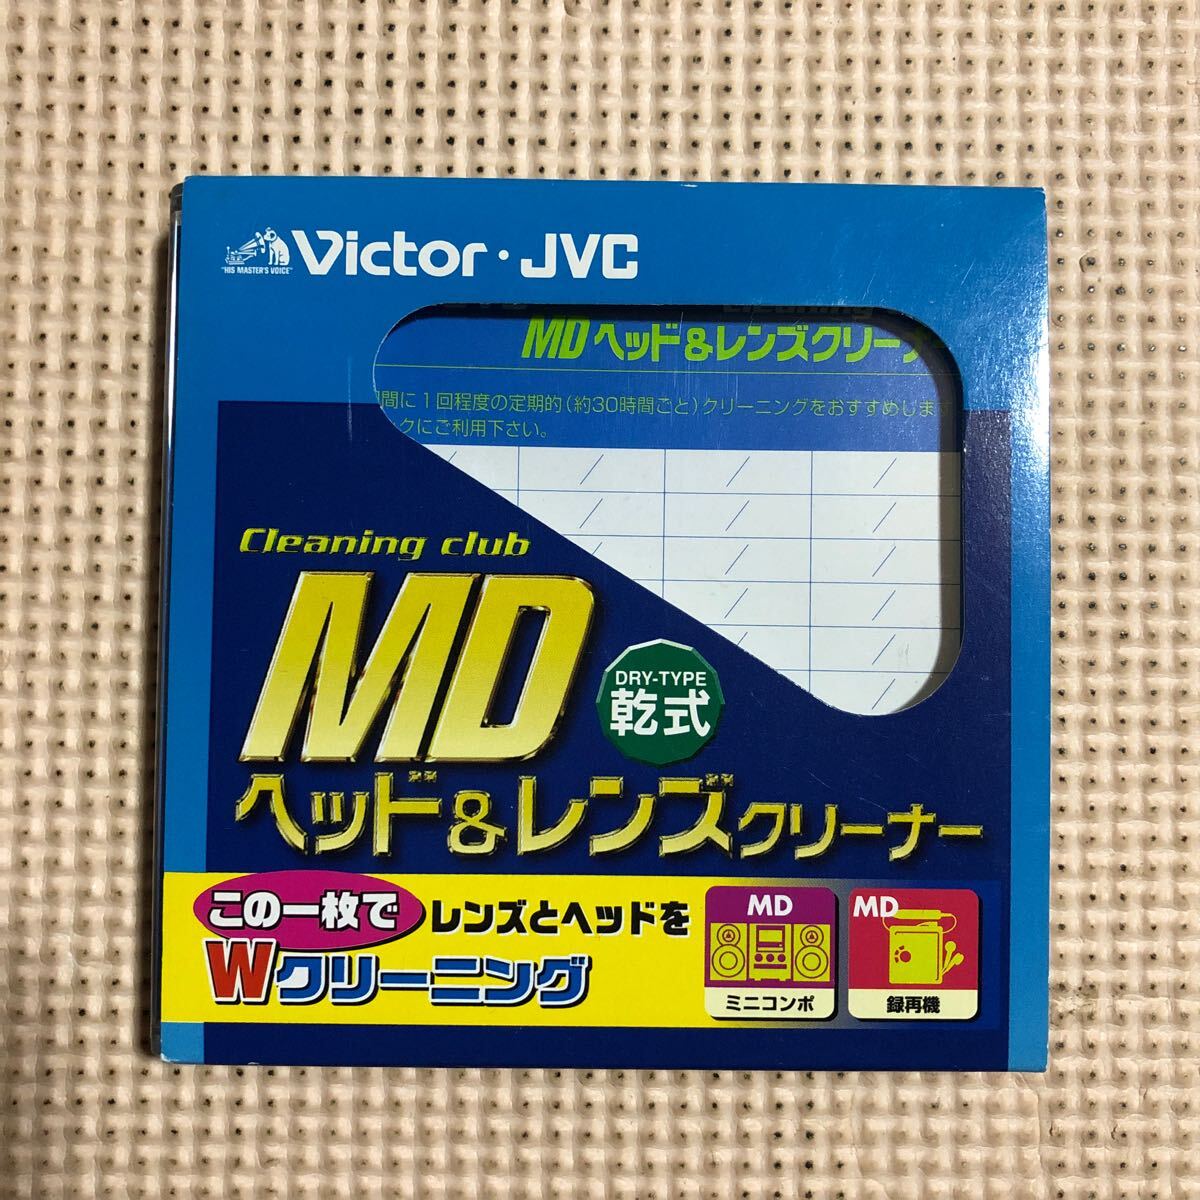 "HIS MASTER'S VOICE"
Victor・JVC
MDヘッド&レンズクリーナ
間に1回程度の定期的(約30時間ごと)クリーニングをおすすめします
ックにご利用下さい。
Cleaning club
MD
DRY-TYPE
乾式
ヘッド&レンズクリーナー
この一枚で
レンズとヘッドを
Wクリーニング
MD
ミニコンポ
MD
録再機